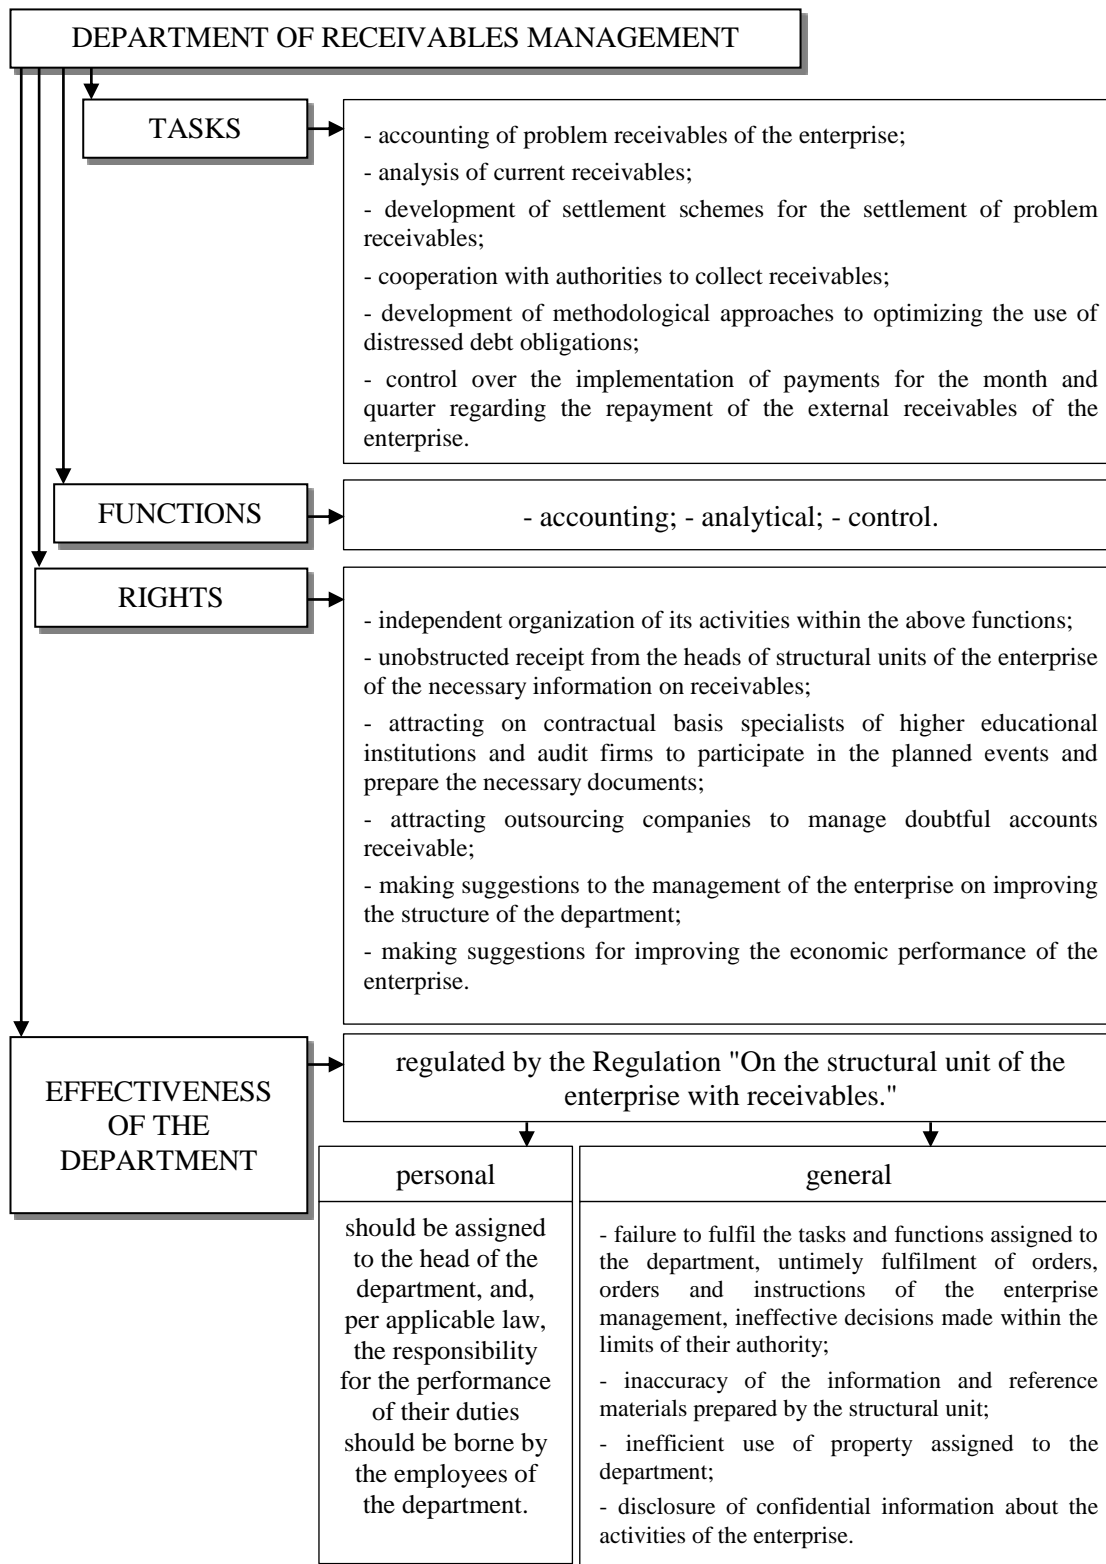 DEPARTMENT OF RECEIVABLES MANAGEMENT
TASKS
- accounting of problem receivables of the enterprise;
- analysis of current receivables;
- development of settlement schemes for the settlement of problem
receivables;
- cooperation with authorities to collect receivables;
- development of methodological approaches to optimizing the use of
distressed debt obligations;
- control over the implementation of payments for the month and
quarter regarding the repayment of the external receivables of the
enterprise.
FUNCTIONS
- accounting; - analytical; - control.
RIGHTS
- independent organization of its activities within the above functions;
- unobstructed receipt from the heads of structural units of the enterprise
of the necessary information on receivables;
- attracting on contractual basis specialists of higher educational
institutions and audit firms to participate in the planned events and
prepare the necessary documents;
- attracting outsourcing companies to manage doubtful accounts
receivable;
- making suggestions to the management of the enterprise on improving
the structure of the department;
- making suggestions for improving the economic performance of the
enterprise.
EFFECTIVENESS
OF THE
DEPARTMENT
regulated by the Regulation "On the structural unit of the
enterprise with receivables."
personal
should be assigned
to the head of the
department, and,
per applicable law,
the responsibility
for the performance
of their duties
should be borne by
the employees of
the department.
general
- failure to fulfil the tasks and functions assigned to
the department, untimely fulfilment of orders,
orders and instructions of the enterprise
management, ineffective decisions made within the
limits of their authority;
- inaccuracy of the information and reference
materials prepared by the structural unit;
- inefficient use of property assigned to the
department;
- disclosure of confidential information about the
activities of the enterprise.